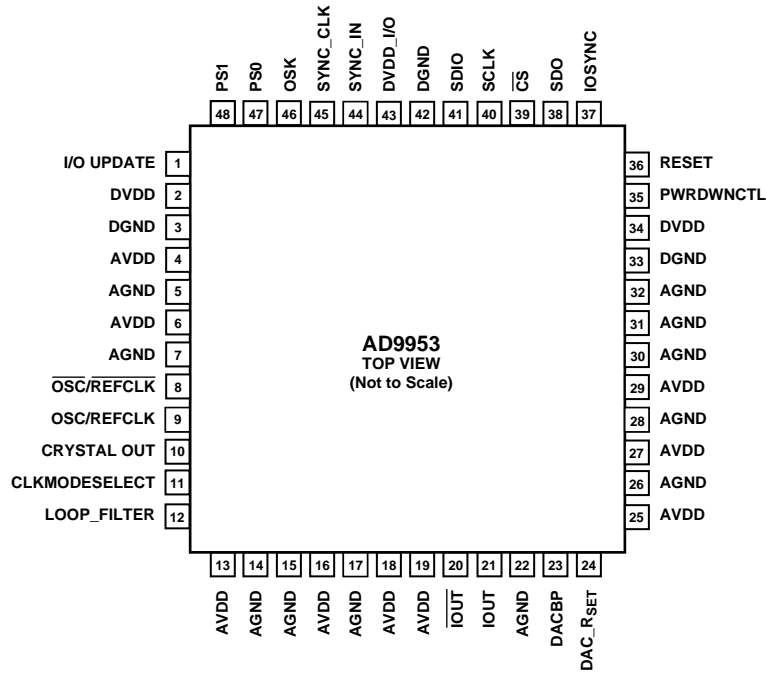 PS1
PS0
OSK
SYNC_CLK
SYNC_IN
DVDD_I/O
DGND
SDIO
SCLK
C̅S̅
SDO
IOSYNC
48 47 46 45 44 43 42 41 40 39 38 37
I/O UPDATE 1
DVDD 2
DGND 3
AVDD 4
AGND 5
AVDD 6
AGND 7
O̅S̅C̅/R̅E̅F̅C̅L̅K̅ 8
OSC/REFCLK 9
CRYSTAL OUT 10
CLKMODESELECT 11
LOOP_FILTER 12
AD9953
TOP VIEW
(Not to Scale)
36 RESET
35 PWRDWNCTL
34 DVDD
33 DGND
32 AGND
31 AGND
30 AGND
29 AVDD
28 AGND
27 AVDD
26 AGND
25 AVDD
13 14 15 16 17 18 19 20 21 22 23 24
AVDD
AGND
AGND
AVDD
AGND
AVDD
AVDD
I̅O̅U̅T̅
IOUT
AGND
DACBP
DAC_RSET